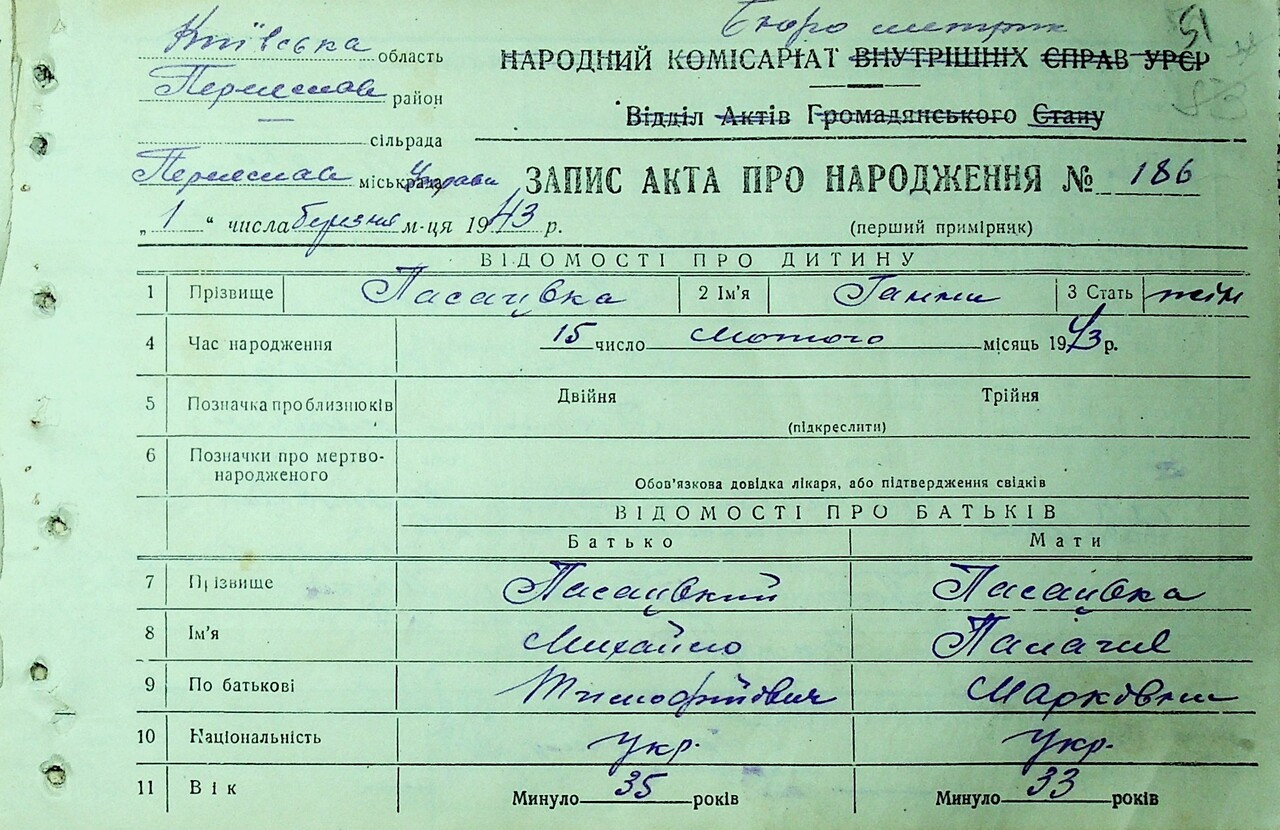 Бюро метрик
51
Київська область
НАРОДНИЙ КОМІСАРІАТ ВНУТРІШНІХ СПРАВ УРСР
Переяслав район
83
Відділ Актів Громадянського Стану
сільрада
Переяслав міськрада Управи
ЗАПИС АКТА ПРО НАРОДЖЕННЯ № 186
„ 1 “ числа березня м-ця 1943 р.
(перший примірник)
ВІДОМОСТІ ПРО ДИТИНУ
1 Прізвище Пасацька 2 Ім'я Ганна 3 Стать жін
4 Час народження 15 число лютого місяць 1943 р.
5 Позначка про близнюків Двійня Трійня
(підкреслити)
6 Позначки про мертво-
народженого
Обов'язкова довідка лікаря, або підтвердження свідків
ВІДОМОСТІ ПРО БАТЬКІВ
Батько Мати
7 Прізвище
8 Ім'я Михайло
9 По батькові Тимофійович Марківна
10 Національність укр. укр.
11 Вік Минуло 35 років Минуло 33 років